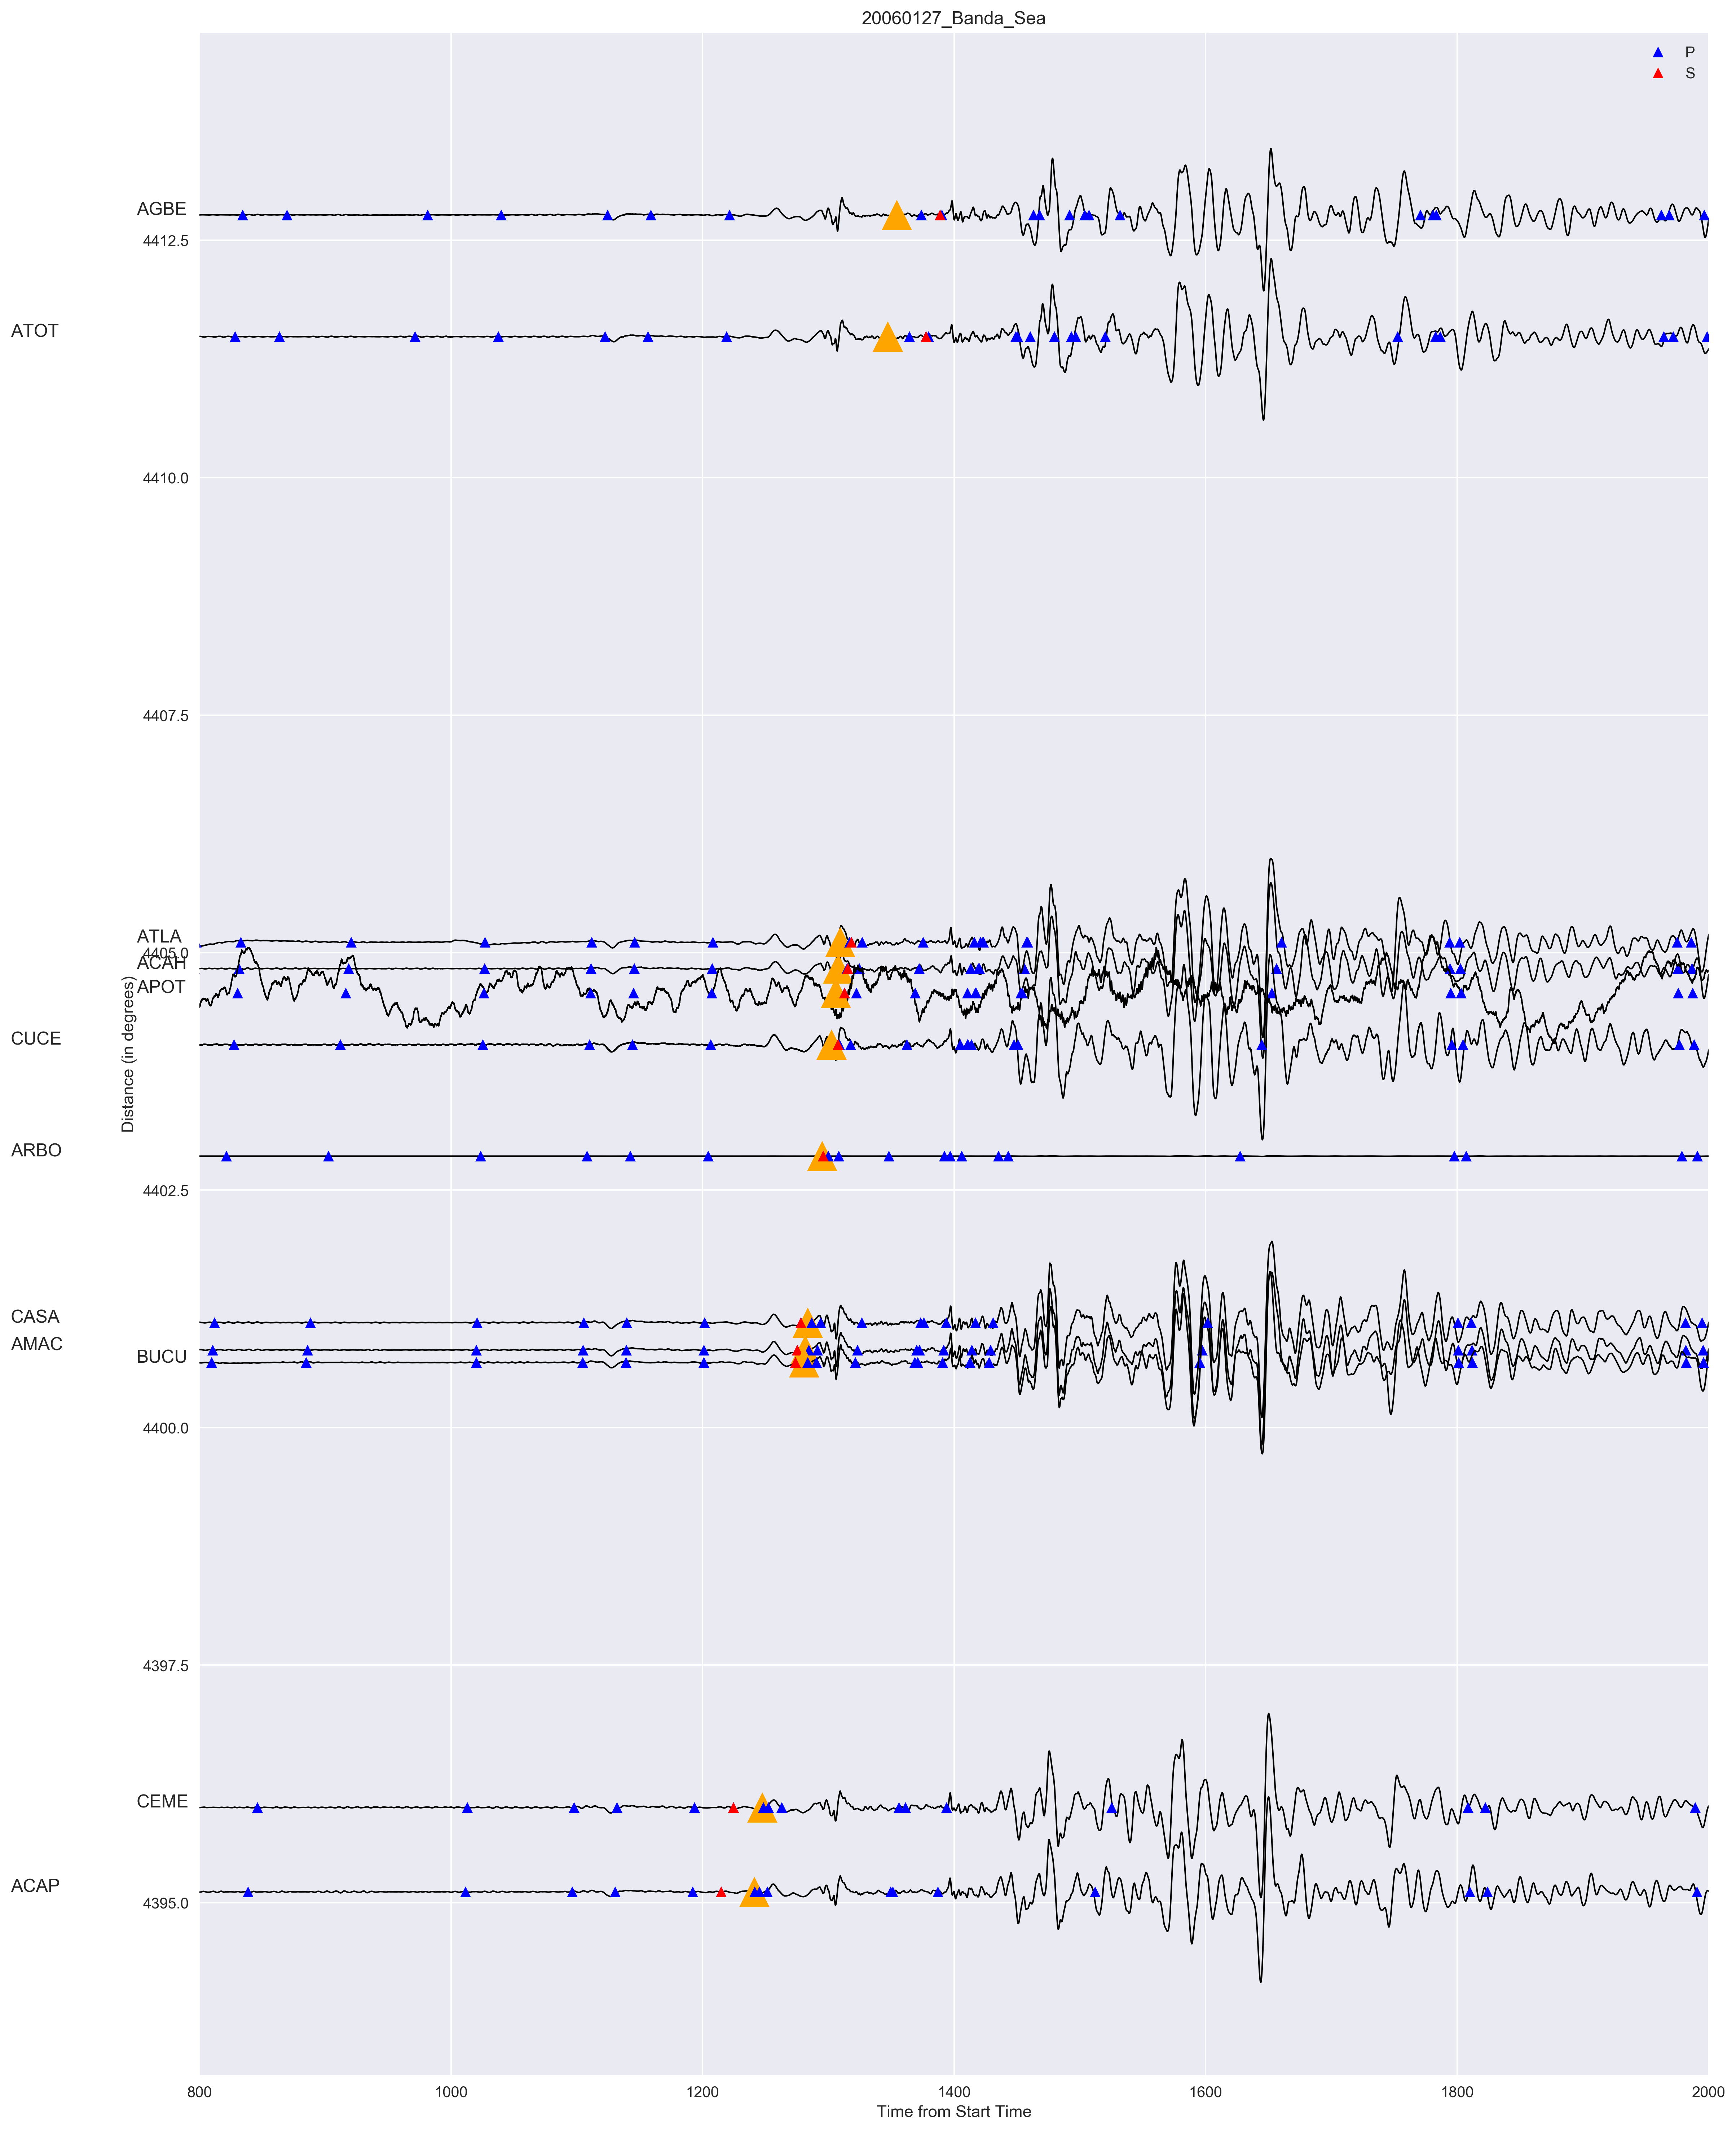 20060127_Banda_Sea
P
S
AGBE
4412.5
ATOT
4410.0
4407.5
ATLA
4405.0
ACAH
APOT
CUCE
Distance (in degrees)
ARBO
4402.5
CASA
AMAC
BUCU
4400.0
4397.5
CEME
ACAP
4395.0
800 1000 1200 1400 1600 1800 2000
Time from Start Time